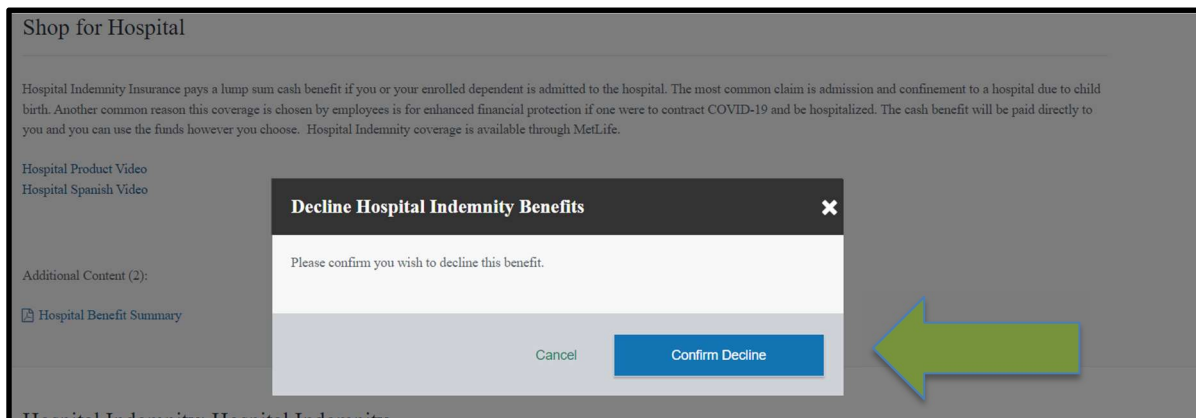 Shop for Hospital
Hospital Indemnity Insurance pays a lump sum cash benefit if you or your enrolled dependent is admitted to the hospital. The most common claim is admission and confinement to a hospital due to child
birth. Another common reason this coverage is chosen by employees is for enhanced financial protection if one were to contract COVID-19 and be hospitalized. The cash benefit will be paid directly to
you and you can use the funds however you choose. Hospital Indemnity coverage is available through MetLife.
Hospital Product Video
Hospital Spanish Video
Decline Hospital Indemnity Benefits
Please confirm you wish to decline this benefit.
Additional Content (2):
Hospital Benefit Summary
Cancel Confirm Decline
Hospital Indemnity: Hospital Indemnity